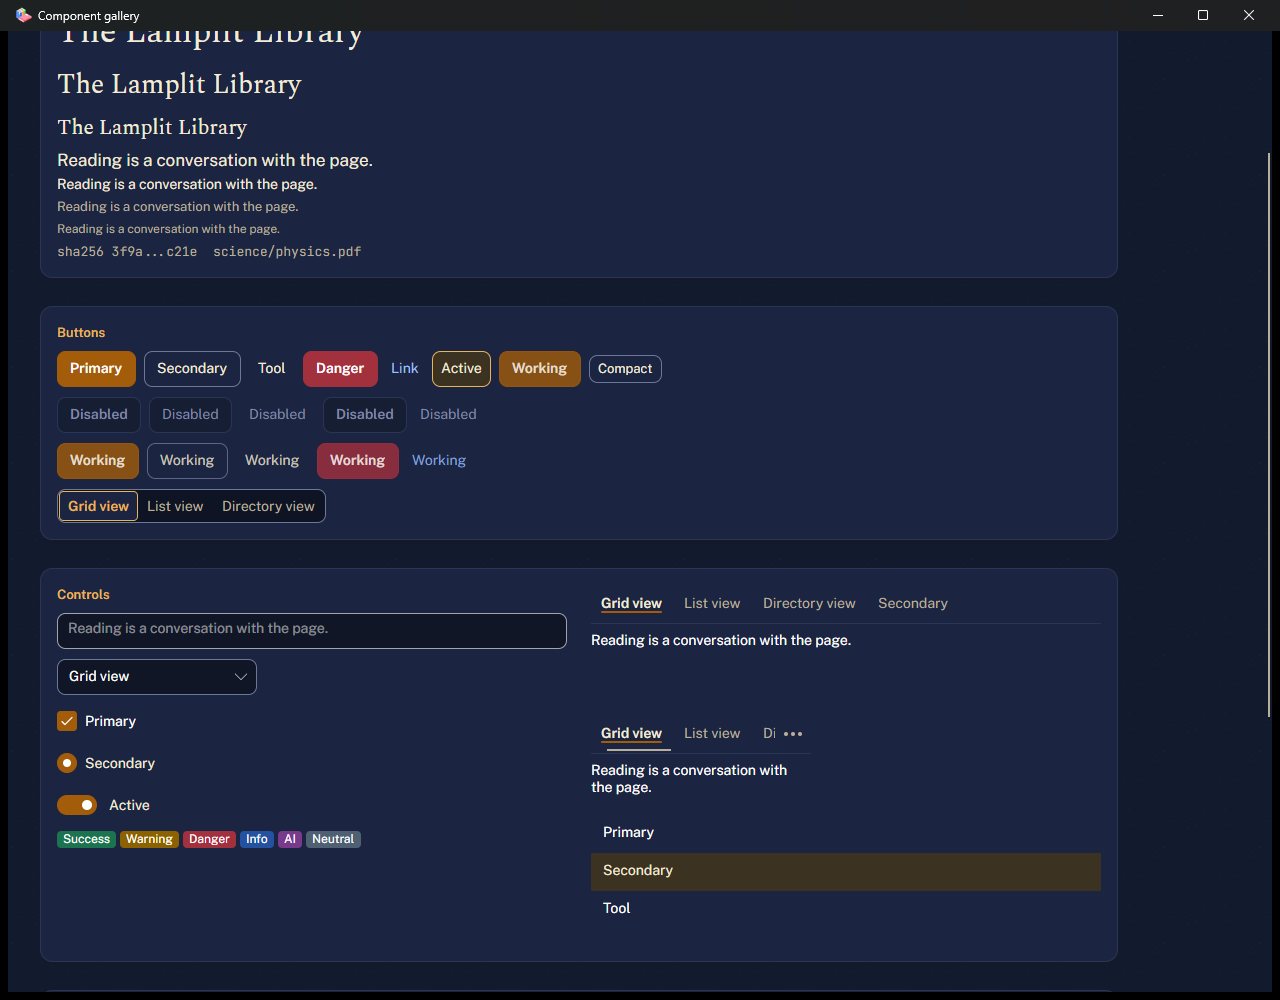 Component gallery
The Lamplit Library
The Lamplit Library
The Lamplit Library
Reading is a conversation with the page.
Reading is a conversation with the page.
Reading is a conversation with the page.
Reading is a conversation with the page.
sha256 3f9a...c21e science/physics.pdf
Buttons
Primary Secondary Tool Danger Link Active Working Compact
Disabled Disabled Disabled Disabled Disabled
Working Working Working Working Working
Grid view List view Directory view
Controls
Reading is a conversation with the page.
Grid view
Primary
Secondary
Active
Success Warning Danger Info AI Neutral
Grid view List view Directory view Secondary
Reading is a conversation with the page.
Grid view List view Di •••
Reading is a conversation with
the page.
Primary
Secondary
Tool